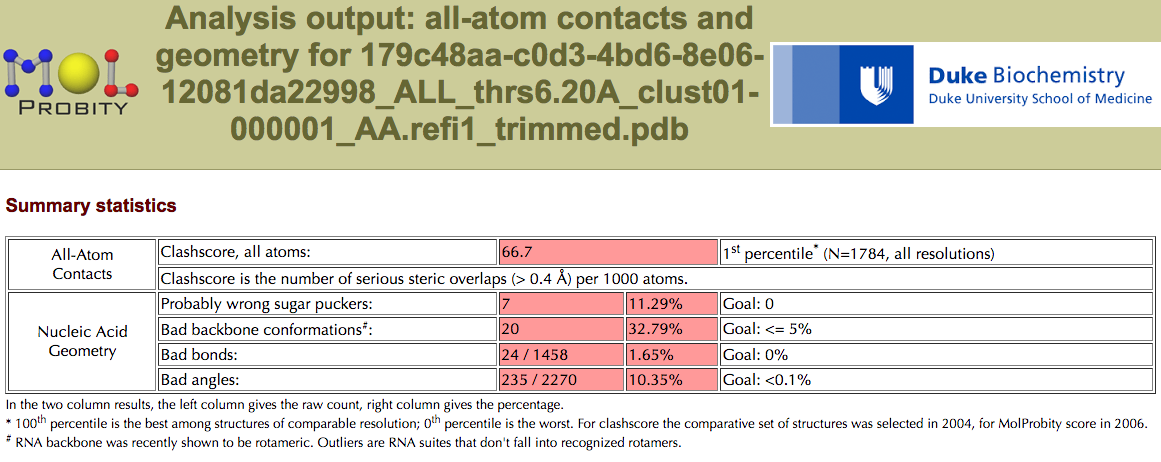 Analysis output: all-atom contacts and
geometry for 179c48aa-c0d3-4bd6-8e06-
12081da22998_ALL_thrs6.20A_clust01-
000001_AA.refi1_trimmed.pdb
MOL
PROBITY
Duke Biochemistry
Duke University School of Medicine
Summary statistics
All-Atom
Contacts
Clashscore, all atoms: 66.7 1st percentile* (N=1784, all resolutions)
Clashscore is the number of serious steric overlaps (> 0.4 Å) per 1000 atoms.
Nucleic Acid
Geometry
Probably wrong sugar puckers: 7 11.29% Goal: 0
Bad backbone conformations#: 20 32.79% Goal: <= 5%
Bad bonds: 24 / 1458 1.65% Goal: 0%
Bad angles: 235 / 2270 10.35% Goal: <0.1%
In the two column results, the left column gives the raw count, right column gives the percentage.
* 100th percentile is the best among structures of comparable resolution; 0th percentile is the worst. For clashscore the comparative set of structures was selected in 2004, for MolProbity score in 2006.
# RNA backbone was recently shown to be rotameric. Outliers are RNA suites that don't fall into recognized rotamers.